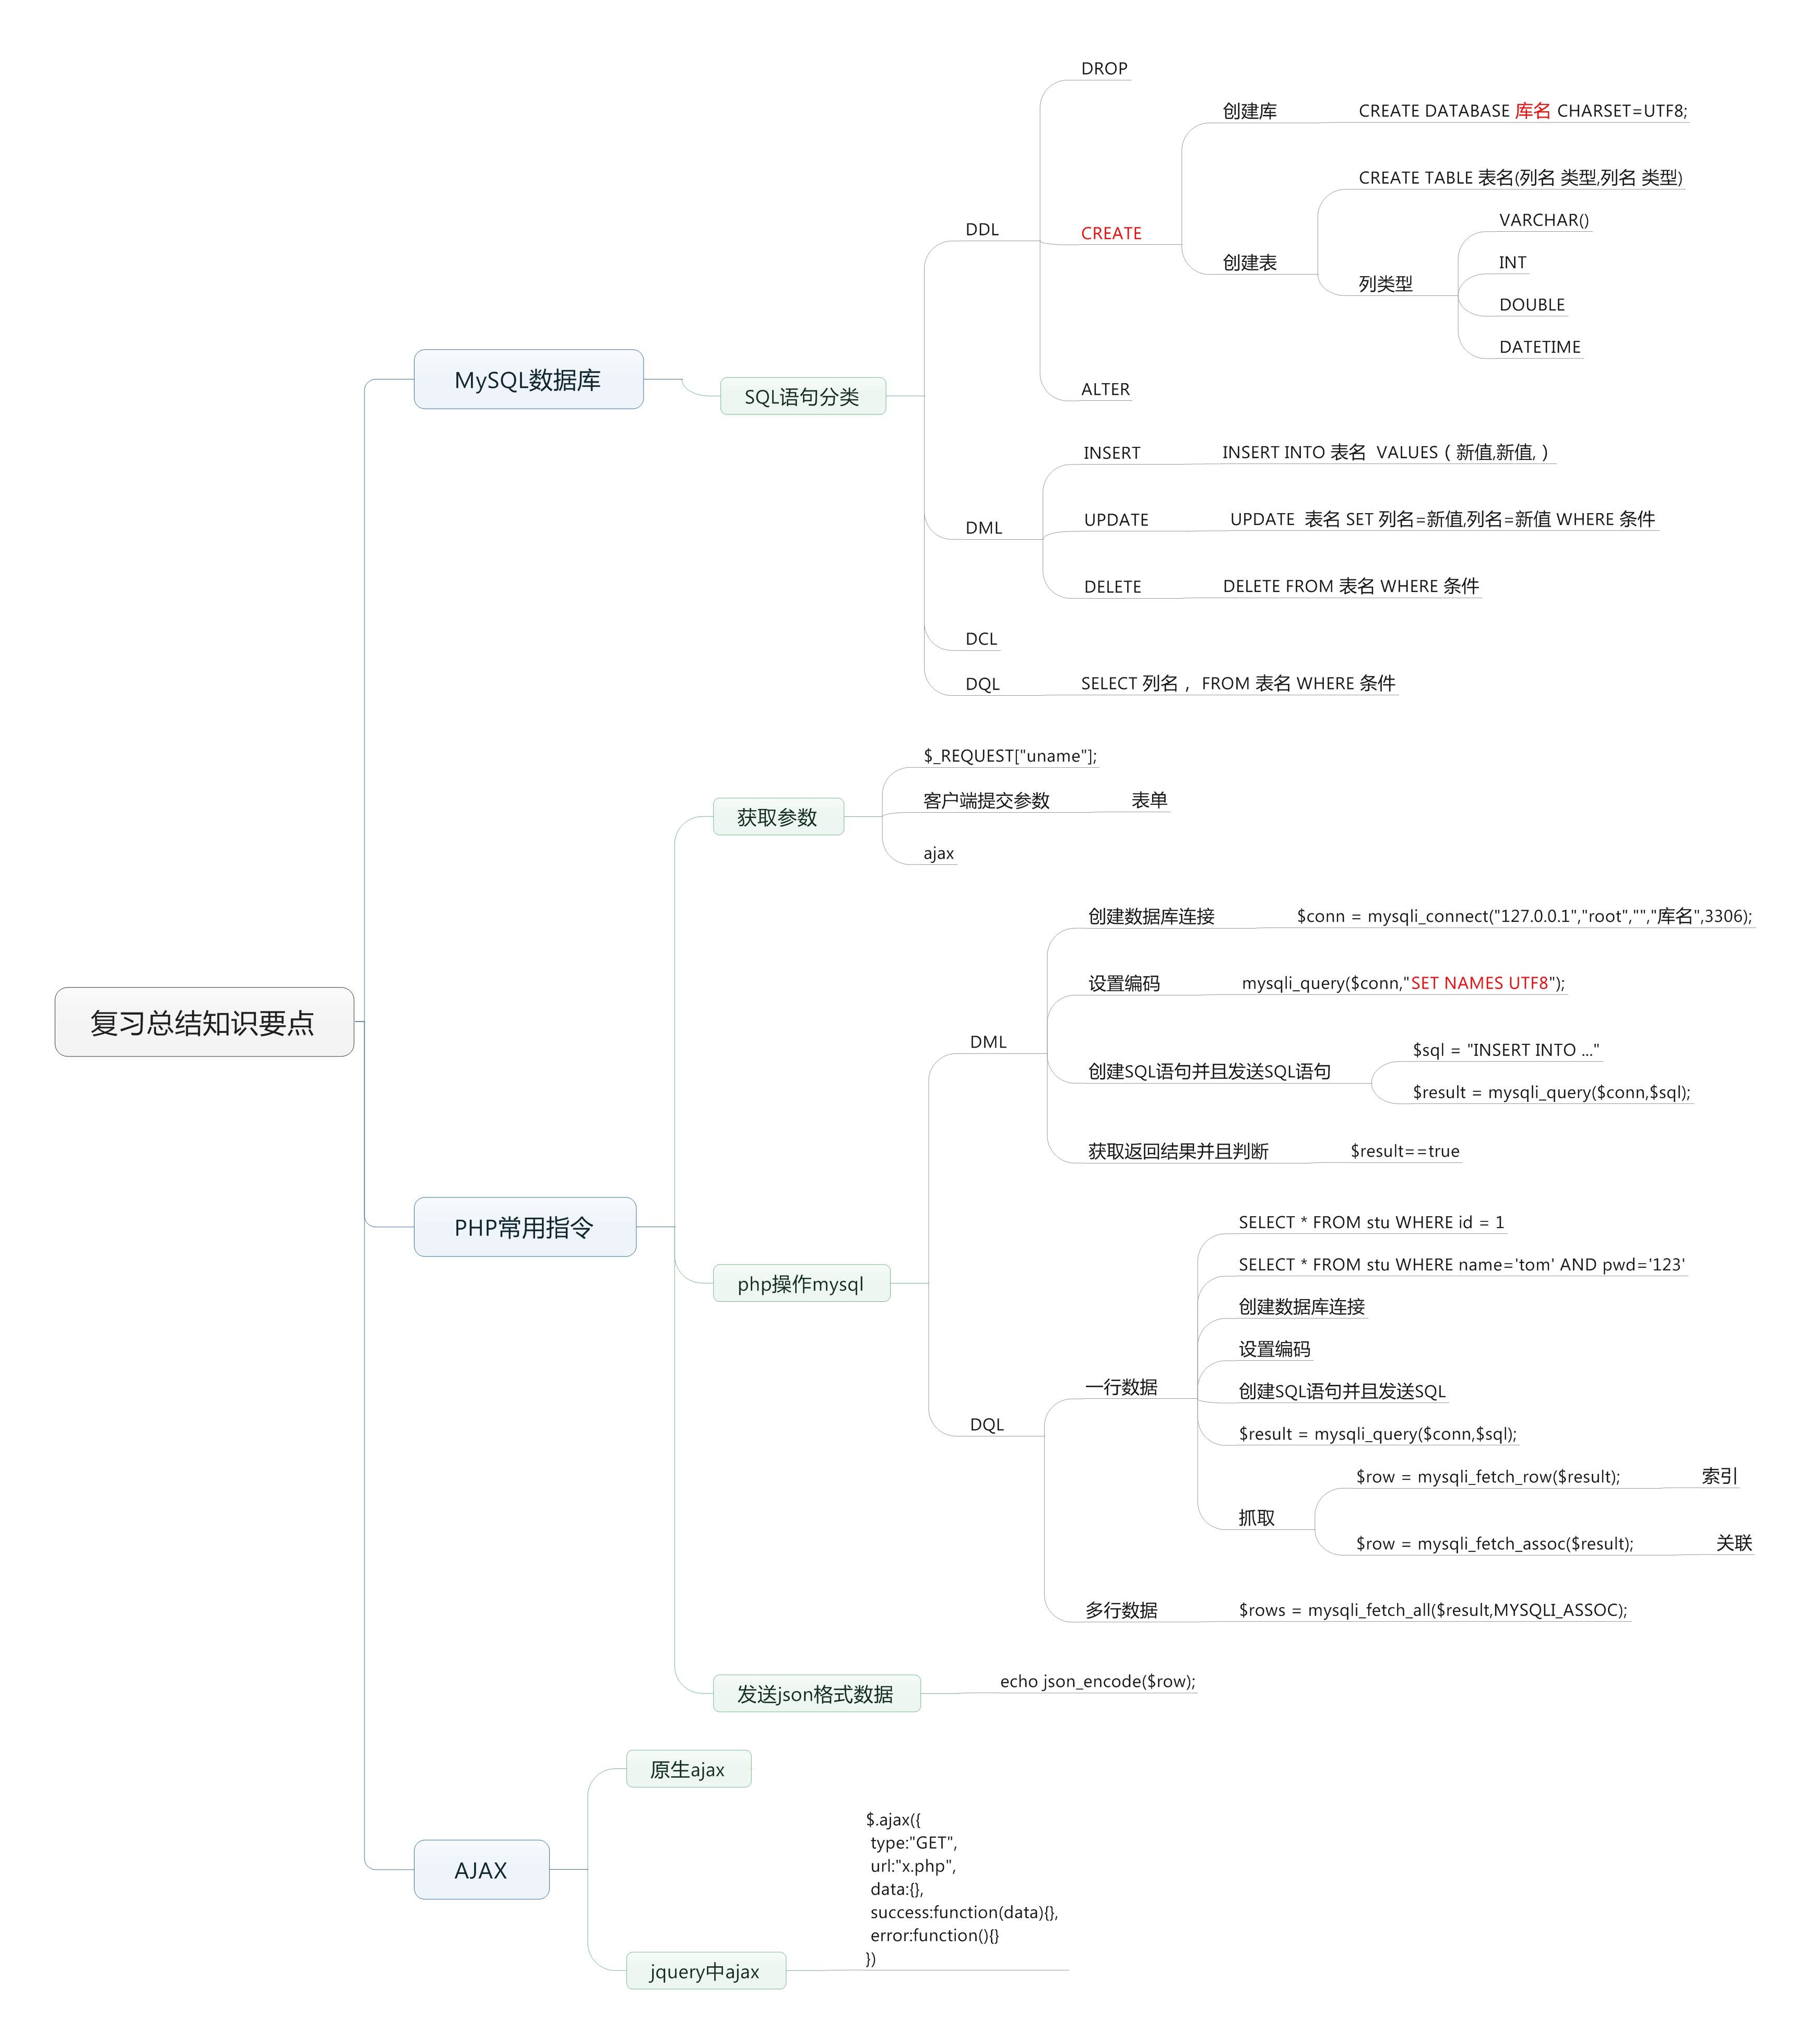 复习总结知识要点
MySQL数据库
SQL语句分类
DDL
DROP
CREATE
创建库
CREATE DATABASE 库名 CHARSET=UTF8;
创建表
CREATE TABLE 表名(列名 类型,列名 类型)
列类型
VARCHAR()
INT
DOUBLE
DATETIME
ALTER
DML
INSERT
INSERT INTO 表名  VALUES ( 新值,新值, )
UPDATE
UPDATE  表名 SET 列名=新值,列名=新值 WHERE 条件
DELETE
DELETE FROM 表名 WHERE 条件
DCL
DQL
SELECT 列名， FROM 表名 WHERE 条件
PHP常用指令
获取参数
$_REQUEST["uname"];
客户端提交参数
表单
ajax
php操作mysql
DML
创建数据库连接
$conn = mysqli_connect("127.0.0.1","root","","库名",3306);
设置编码
mysqli_query($conn,"SET NAMES UTF8");
创建SQL语句并且发送SQL语句
$sql = "INSERT INTO ..."
$result = mysqli_query($conn,$sql);
获取返回结果并且判断
$result==true
DQL
一行数据
SELECT * FROM stu WHERE id = 1
SELECT * FROM stu WHERE name='tom' AND pwd='123'
创建数据库连接
设置编码
创建SQL语句并且发送SQL
$result = mysqli_query($conn,$sql);
抓取
$row = mysqli_fetch_row($result);
索引
$row = mysqli_fetch_assoc($result);
关联
多行数据
$rows = mysqli_fetch_all($result,MYSQLI_ASSOC);
发送json格式数据
echo json_encode($row);
AJAX
原生ajax
jquery中ajax
$.ajax({
type:"GET",
url:"x.php",
data:{},
success:function(data){},
error:function(){}
})